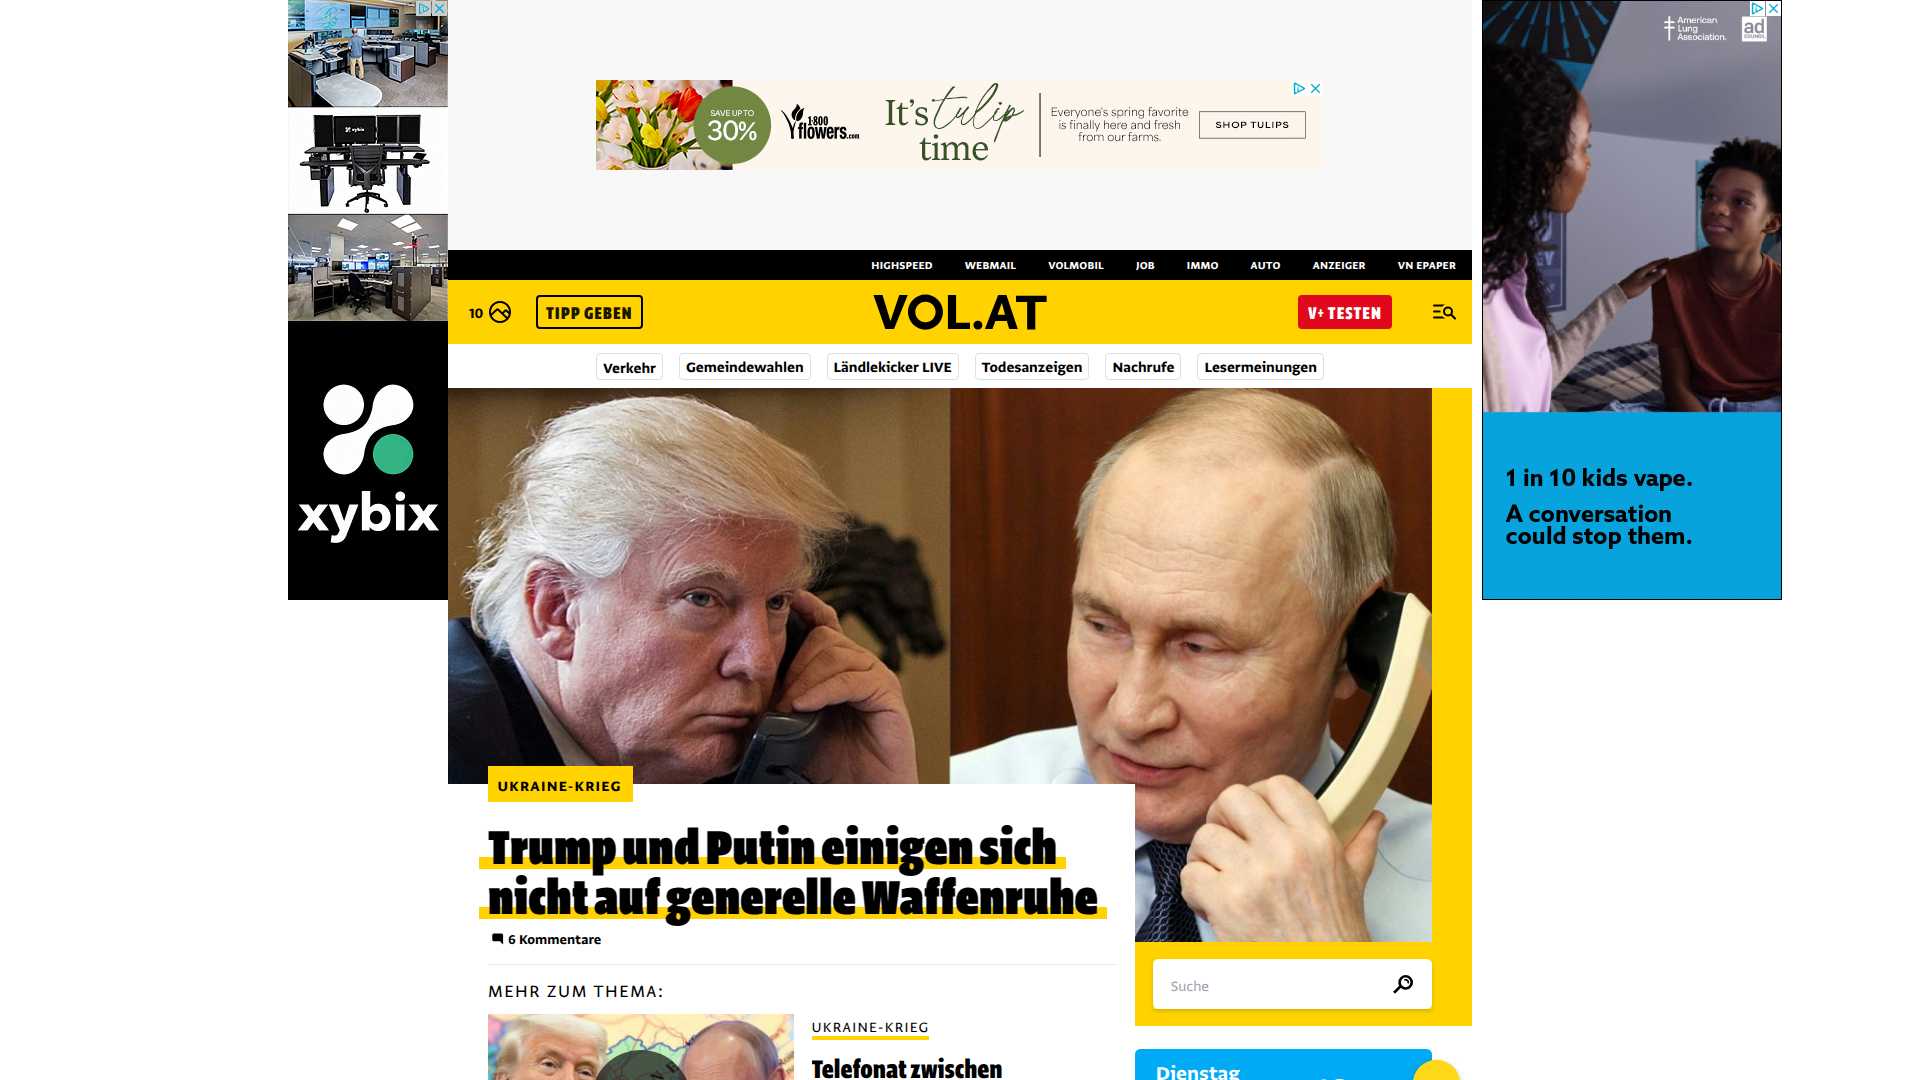 American
Lung
Association.
ad
COUNCIL
SAVE UP TO
30%
1-800
flowers.com
It's tulip
time
Everyone's spring favorite
is finally here and fresh
from our farms.
SHOP TULIPS
xybix
HIGHSPEED WEBMAIL VOLMOBIL JOB IMMO AUTO ANZEIGER VN EPAPER
10
TIPP GEBEN
VOL.AT
V+ TESTEN
Verkehr Gemeindewahlen Ländlekicker LIVE Todesanzeigen Nachrufe Lesermeinungen
xybix
1 in 10 kids vape.
A conversation
could stop them.
UKRAINE-KRIEG
Trump und Putin einigen sich
nicht auf generelle Waffenruhe
6 Kommentare
Suche
MEHR ZUM THEMA:
UKRAINE-KRIEG
Telefonat zwischen
Dienstag